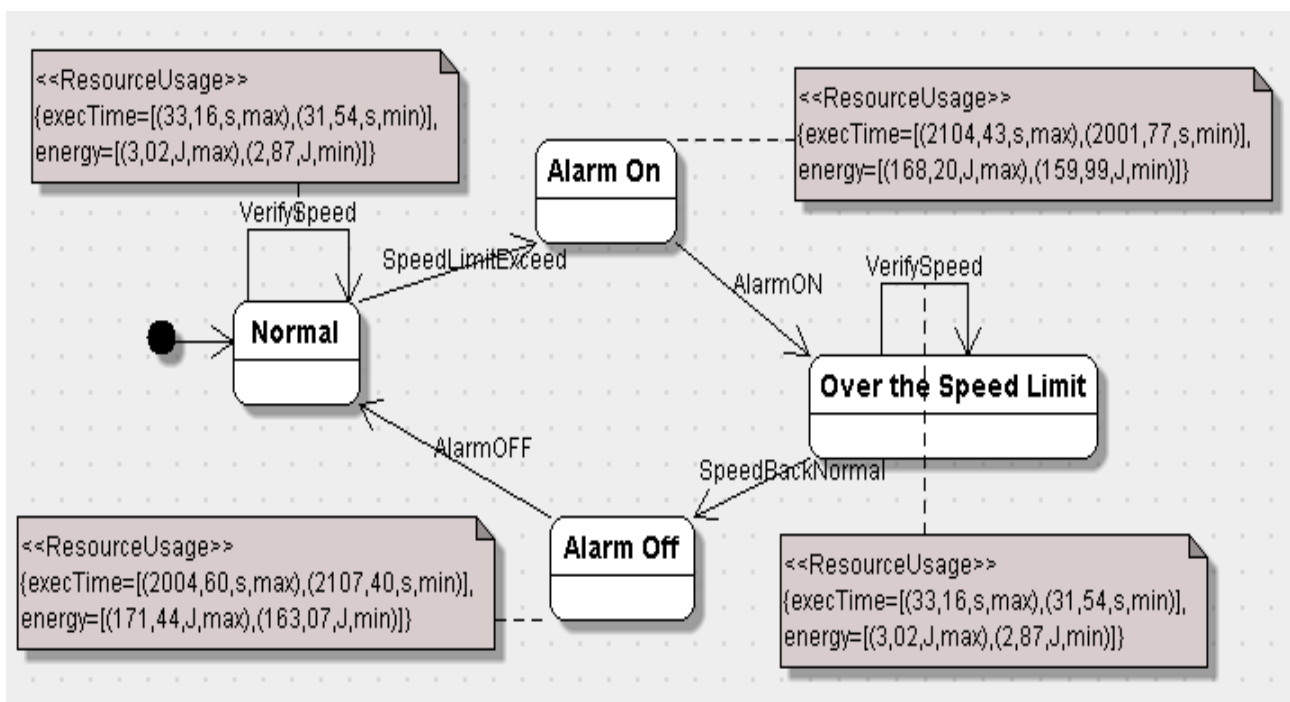 <<ResourceUsage>>
{execTime=[(33,16,s,max),(31,54,s,min)],
energy=[(3,02,J,max),(2,87,J,min)]}
<<ResourceUsage>>
{execTime=[(2104,43,s,max),(2001,77,s,min)],
energy=[(168,20,J,max),(159,99,J,min)]}
Alarm On
VerifySpeed
SpeedLimitExceed
VerifySpeed
AlarmON
Normal
Over the Speed Limit
AlarmOFF
SpeedBackNormal
Alarm Off
<<ResourceUsage>>
{execTime=[(2004,60,s,max),(2107,40,s,min)],
energy=[(171,44,J,max),(163,07,J,min)]}
<<ResourceUsage>>
{execTime=[(33,16,s,max),(31,54,s,min)],
energy=[(3,02,J,max),(2,87,J,min)]}